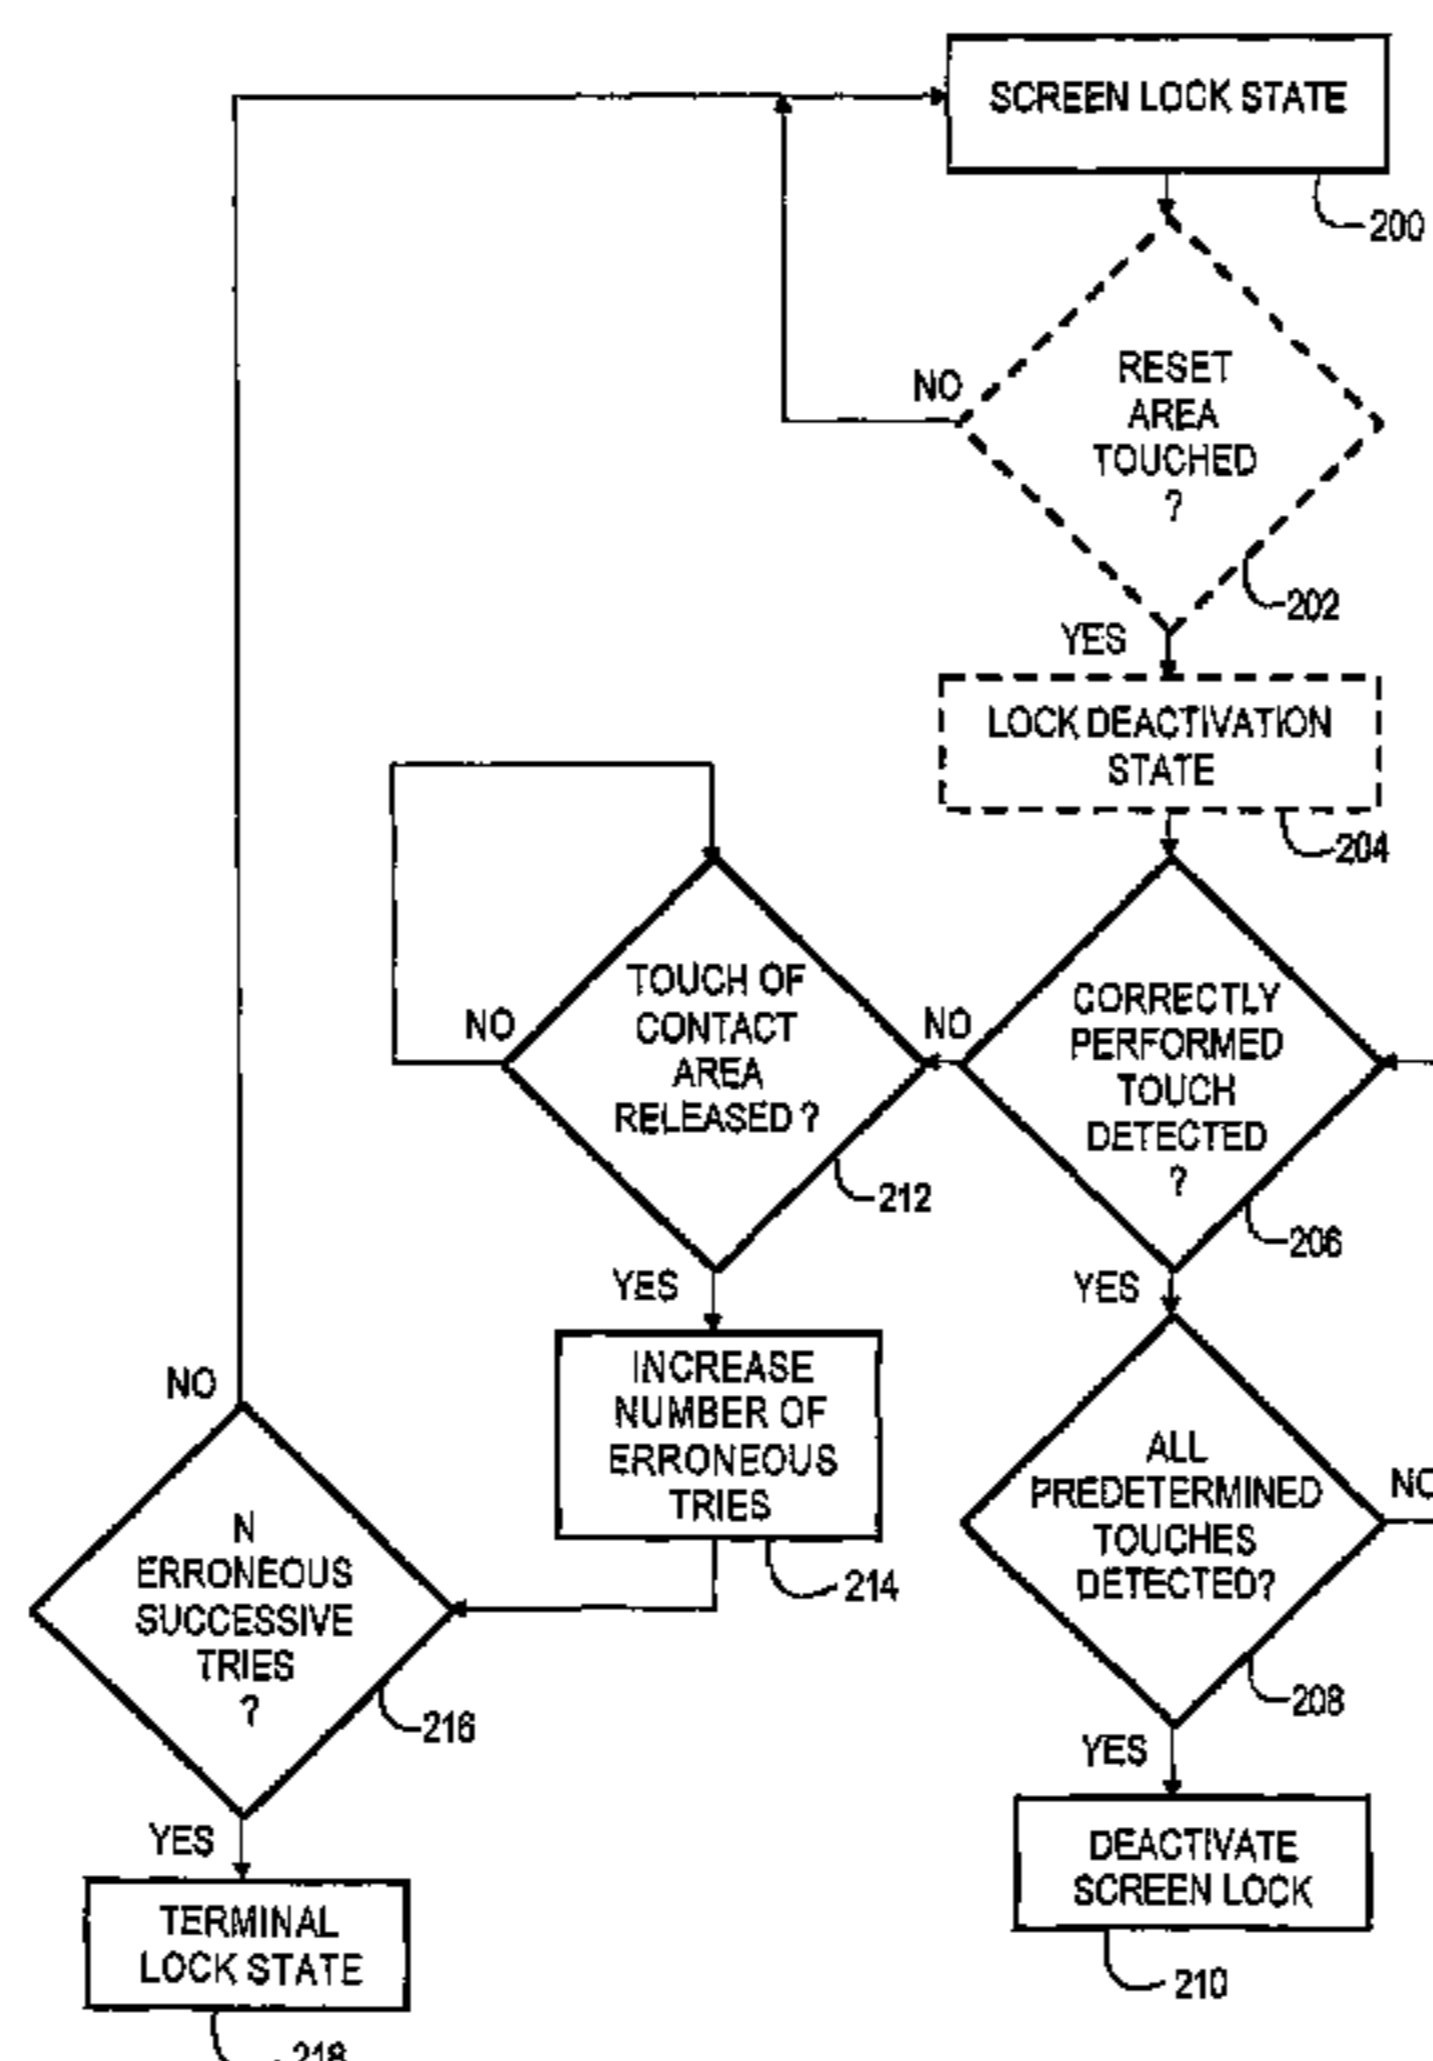 SCREEN LOCK STATE
200
RESET
AREA
TOUCHED
?
NO
202
YES
LOCK DEACTIVATION
STATE
204
CORRECTLY
PERFORMED
TOUCH
DETECTED
?
NO
206
YES
TOUCH OF
CONTACT
AREA
RELEASED ?
NO
212
YES
INCREASE
NUMBER OF
ERRONEOUS
TRIES
214
N
ERRONEOUS
SUCCESSIVE
TRIES
?
NO
216
YES
TERMINAL
LOCK STATE
218
ALL
PREDETERMINED
TOUCHES
DETECTED?
NO
208
YES
DEACTIVATE
SCREEN LOCK
210